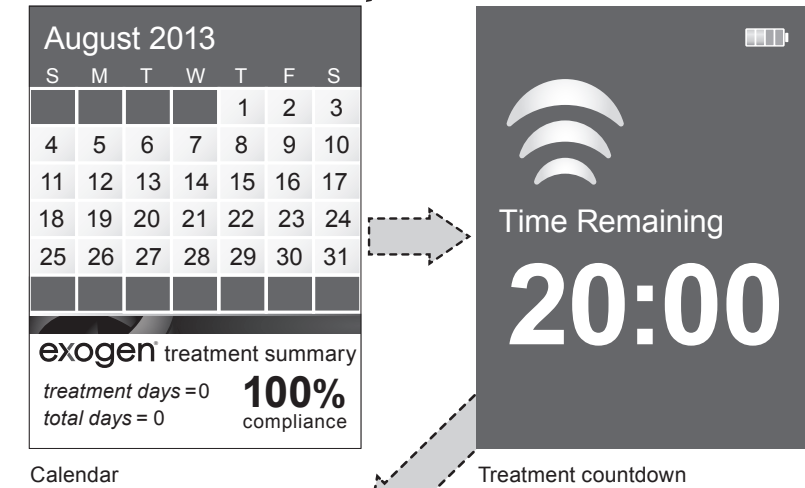 August 2013
S M T W T F S
1 2 3
4 5 6 7 8 9 10
11 12 13 14 15 16 17
18 19 20 21 22 23 24
25 26 27 28 29 30 31
exogen treatment summary
treatment days = 0
total days = 0
100%
compliance
Calendar
Time Remaining
20:00
Treatment countdown